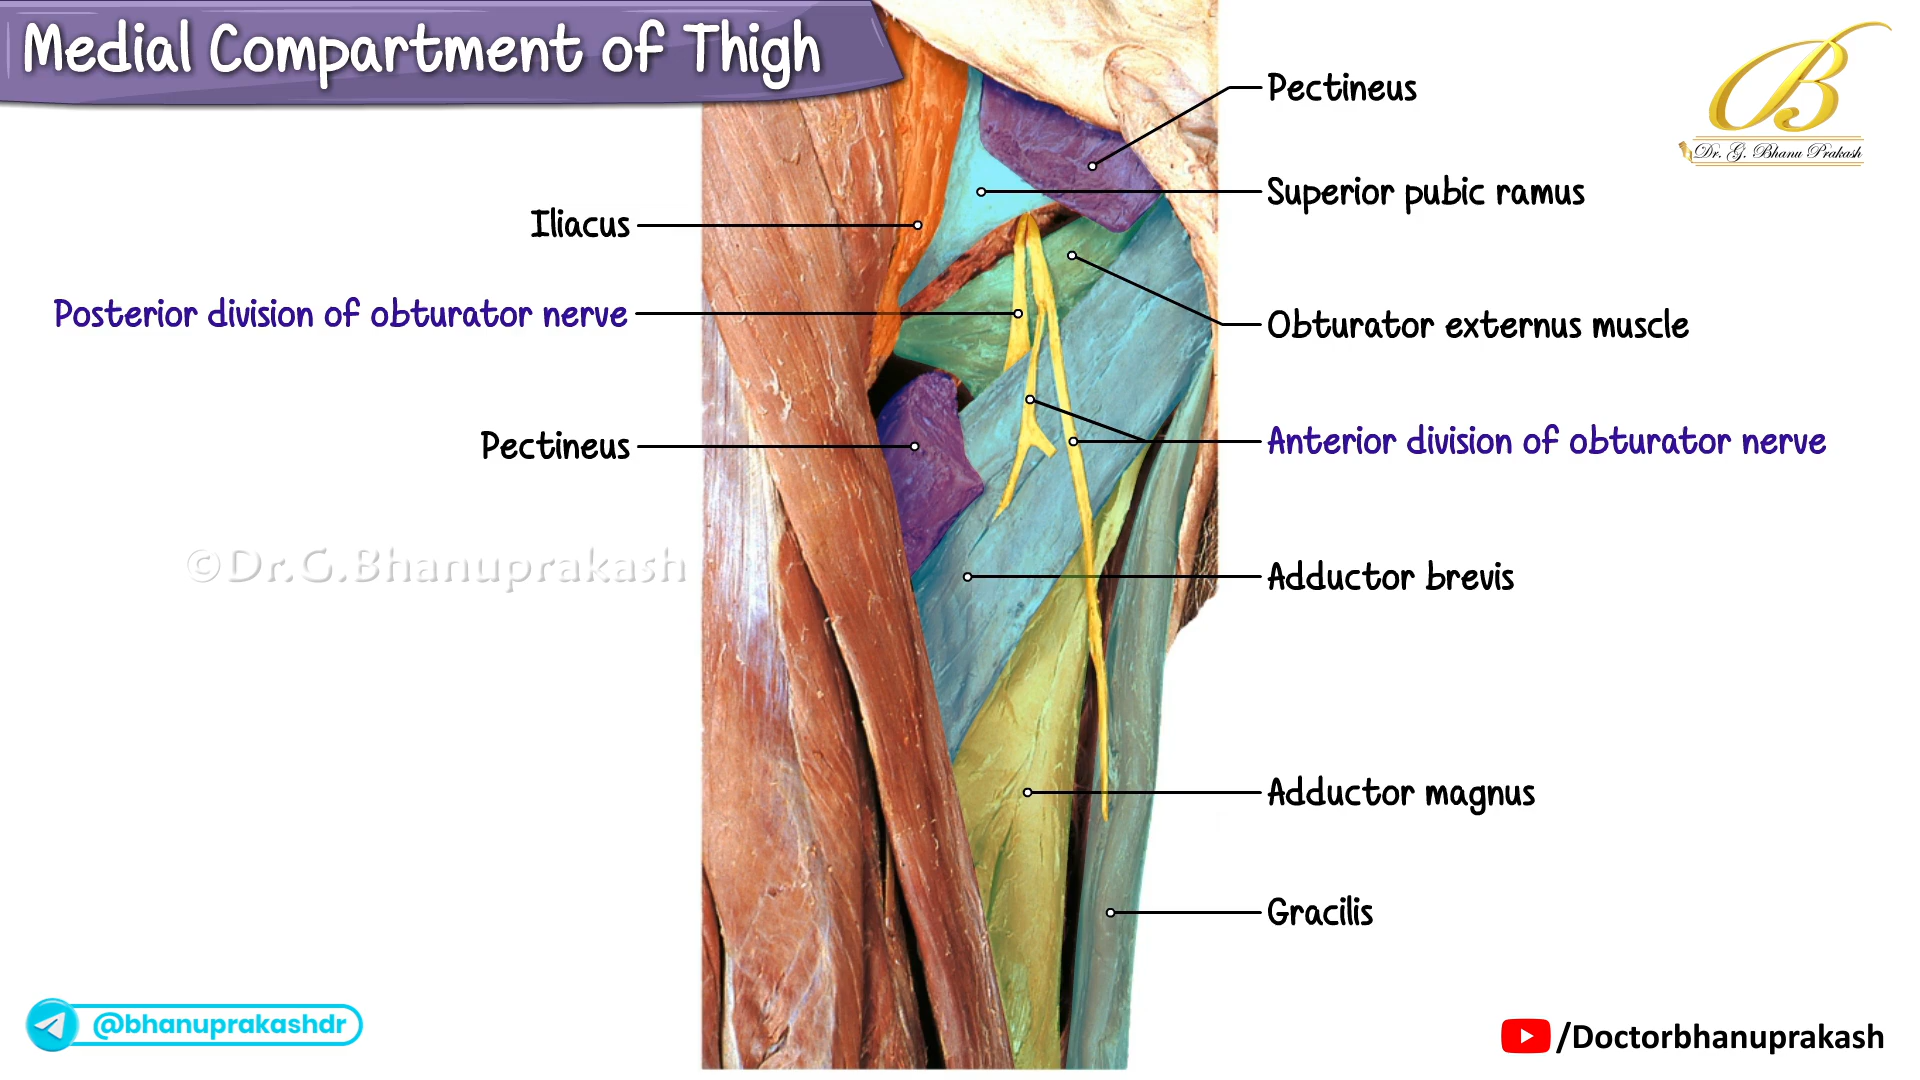 Medial Compartment of Thigh
B
Dr. G. Bhanu Prakash
Pectineus
Superior pubic ramus
Iliacus
Posterior division of obturator nerve
Obturator externus muscle
Pectineus
Anterior division of obturator nerve
©Dr.G.Bhanuprakash
Adductor brevis
Adductor magnus
Gracilis
@bhanuprakashdr
/Doctorbhanuprakash